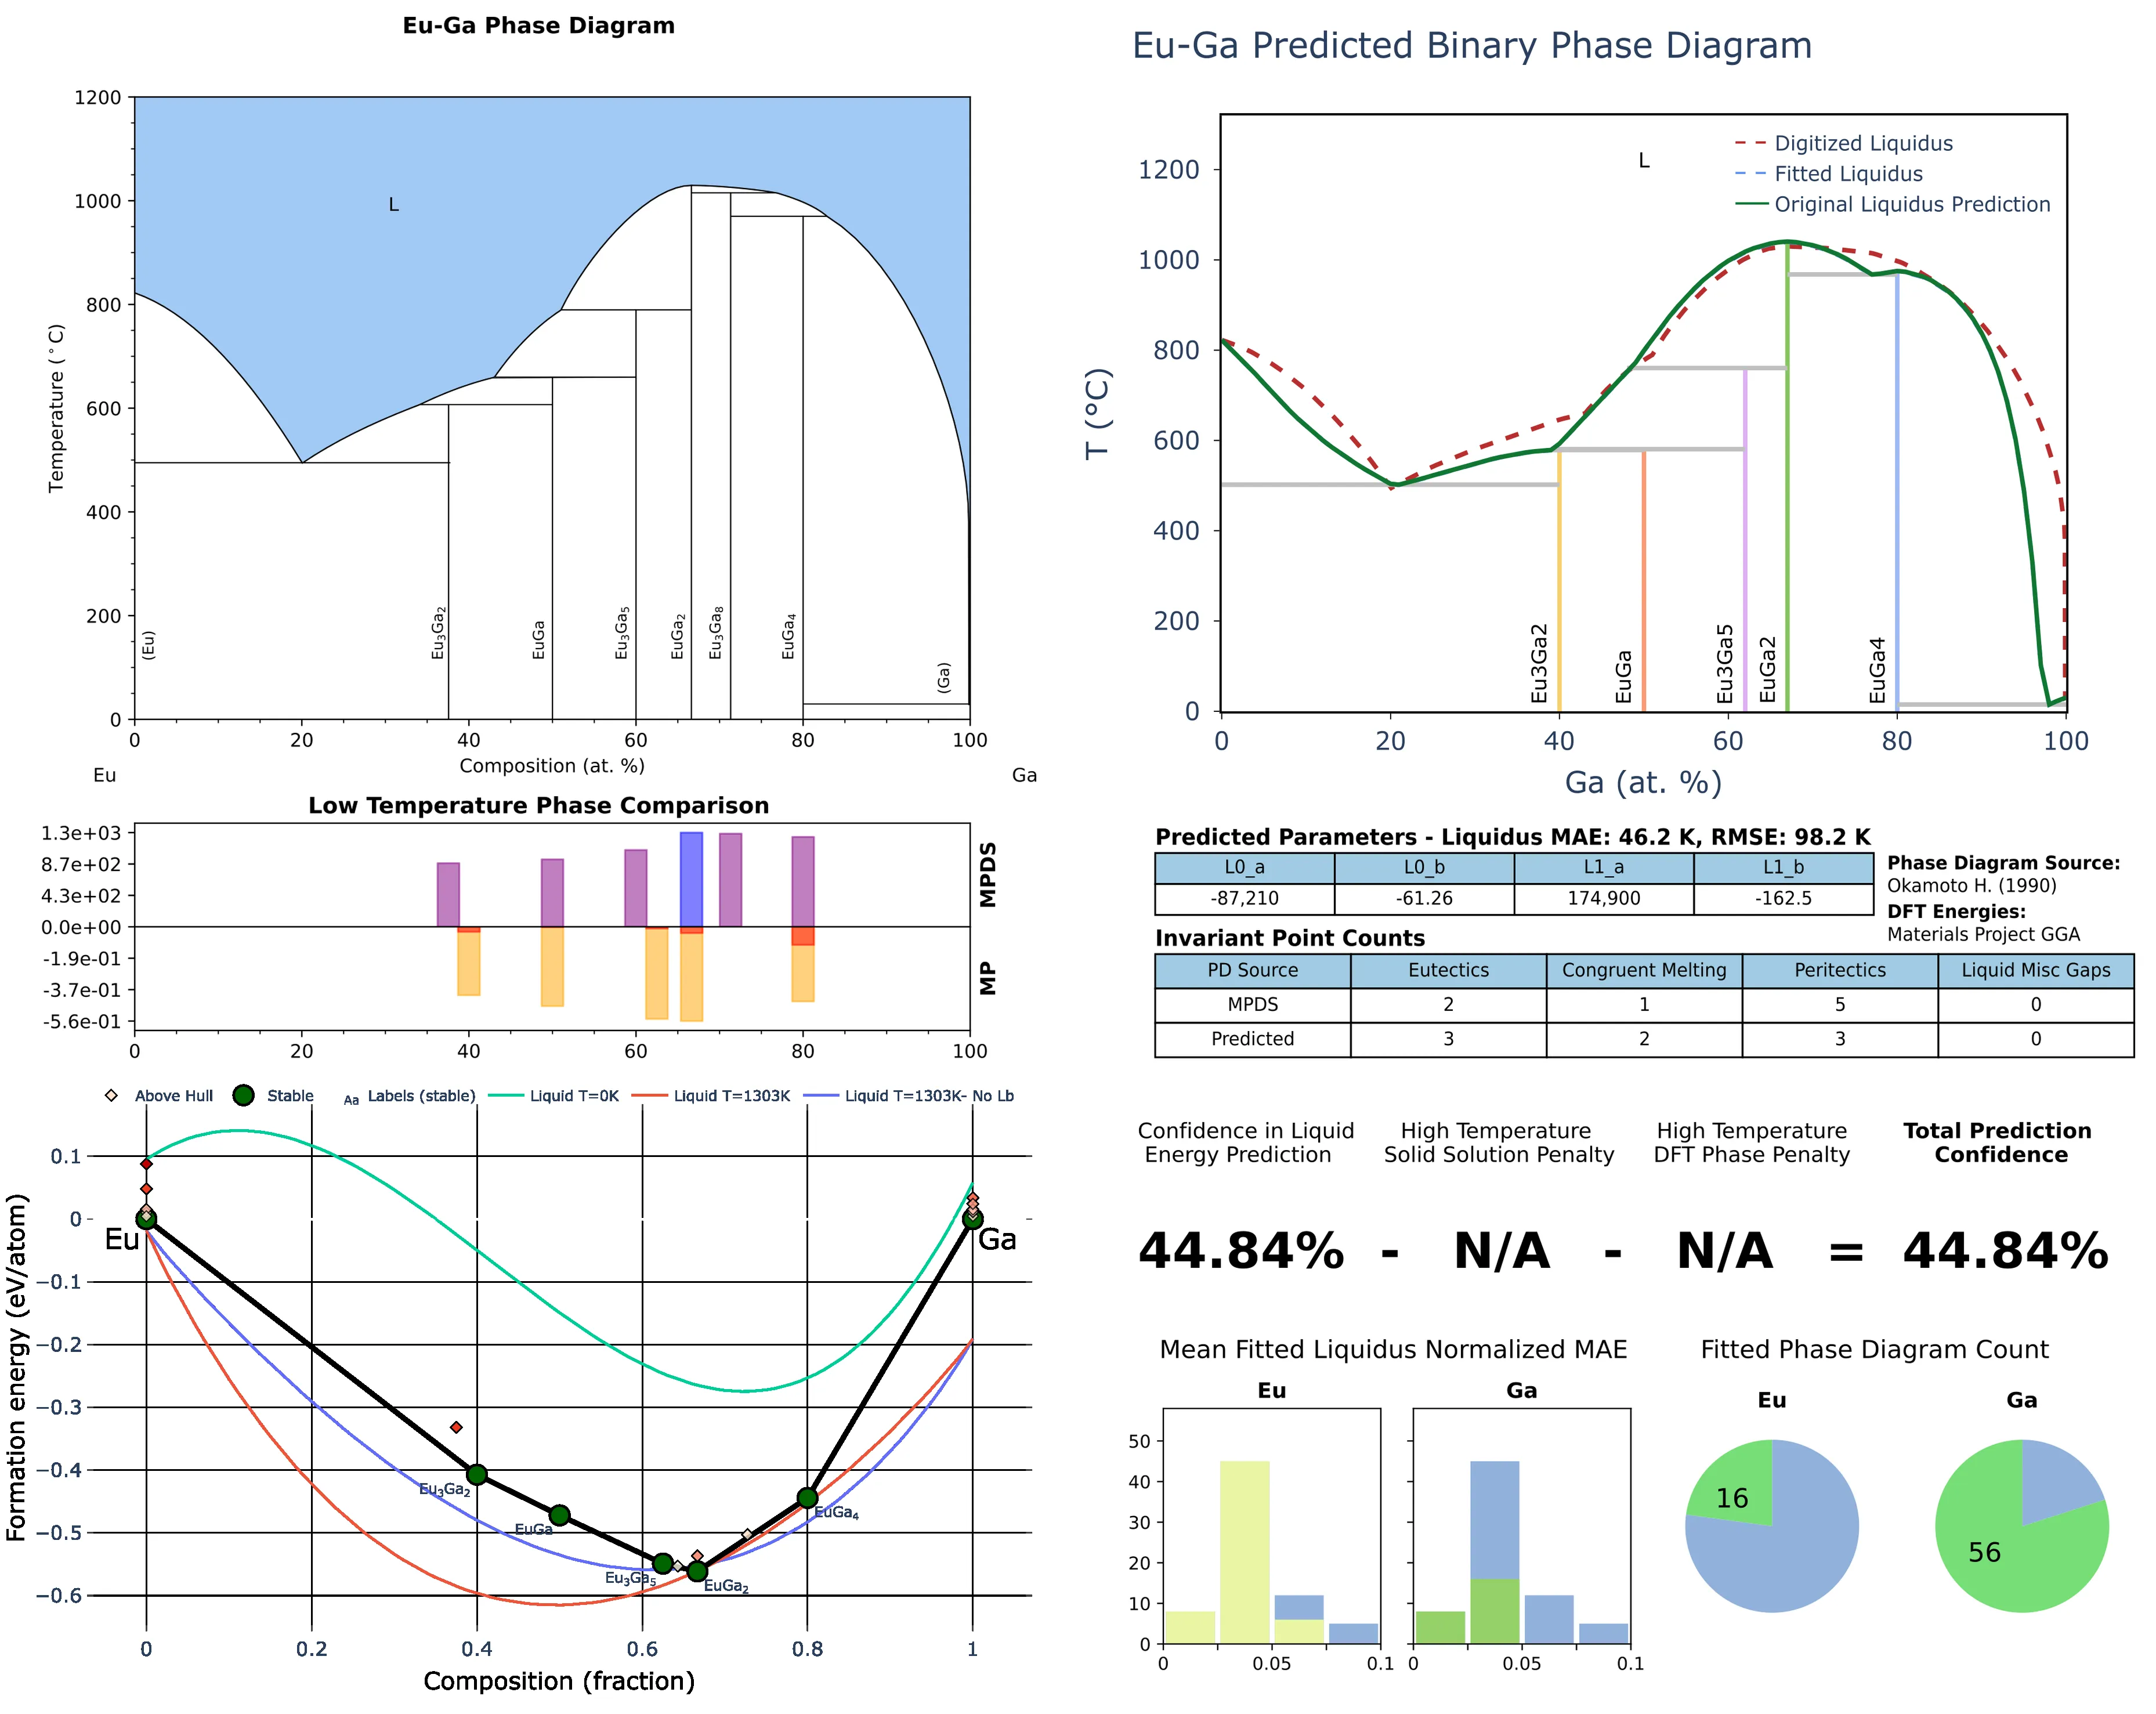 Eu-Ga Phase Diagram
1200
1000
800
600
400
200
0
Temperature (°C)
L
(Eu)
Eu3Ga2
EuGa
Eu3Ga5
EuGa2
Eu3Ga8
EuGa4
(Ga)
0 20 40 60 80 100
Composition (at. %)
Eu Ga
Low Temperature Phase Comparison
1.3e+03
8.7e+02
4.3e+02
0.0e+00
-1.9e-01
-3.7e-01
-5.6e-01
MPDS
MP
0 20 40 60 80 100
Above Hull Stable Aa Labels (stable) Liquid T=0K Liquid T=1303K Liquid T=1303K- No Lb
0.1
0
−0.1
−0.2
−0.3
−0.4
−0.5
−0.6
Formation energy (eV/atom)
Eu
Ga
Eu3Ga2
EuGa
Eu3Ga5
EuGa2
EuGa4
0 0.2 0.4 0.6 0.8 1
Composition (fraction)
Eu-Ga Predicted Binary Phase Diagram
1200
1000
800
600
400
200
0
T (°C)
L
Digitized Liquidus
Fitted Liquidus
Original Liquidus Prediction
Eu3Ga2
EuGa
Eu3Ga5
EuGa2
EuGa4
0 20 40 60 80 100
Ga (at. %)
Predicted Parameters - Liquidus MAE: 46.2 K, RMSE: 98.2 K
L0_a L0_b L1_a L1_b
-87,210 -61.26 174,900 -162.5
Phase Diagram Source:
Okamoto H. (1990)
DFT Energies:
Materials Project GGA
Invariant Point Counts
PD Source Eutectics Congruent Melting Peritectics Liquid Misc Gaps
MPDS 2 1 5 0
Predicted 3 2 3 0
Confidence in Liquid
Energy Prediction
High Temperature
Solid Solution Penalty
High Temperature
DFT Phase Penalty
Total Prediction
Confidence
44.84% - N/A - N/A = 44.84%
Mean Fitted Liquidus Normalized MAE
Eu Ga
50
40
30
20
10
0
0 0.05 0.1 0 0.05 0.1
Fitted Phase Diagram Count
Eu Ga
16
56